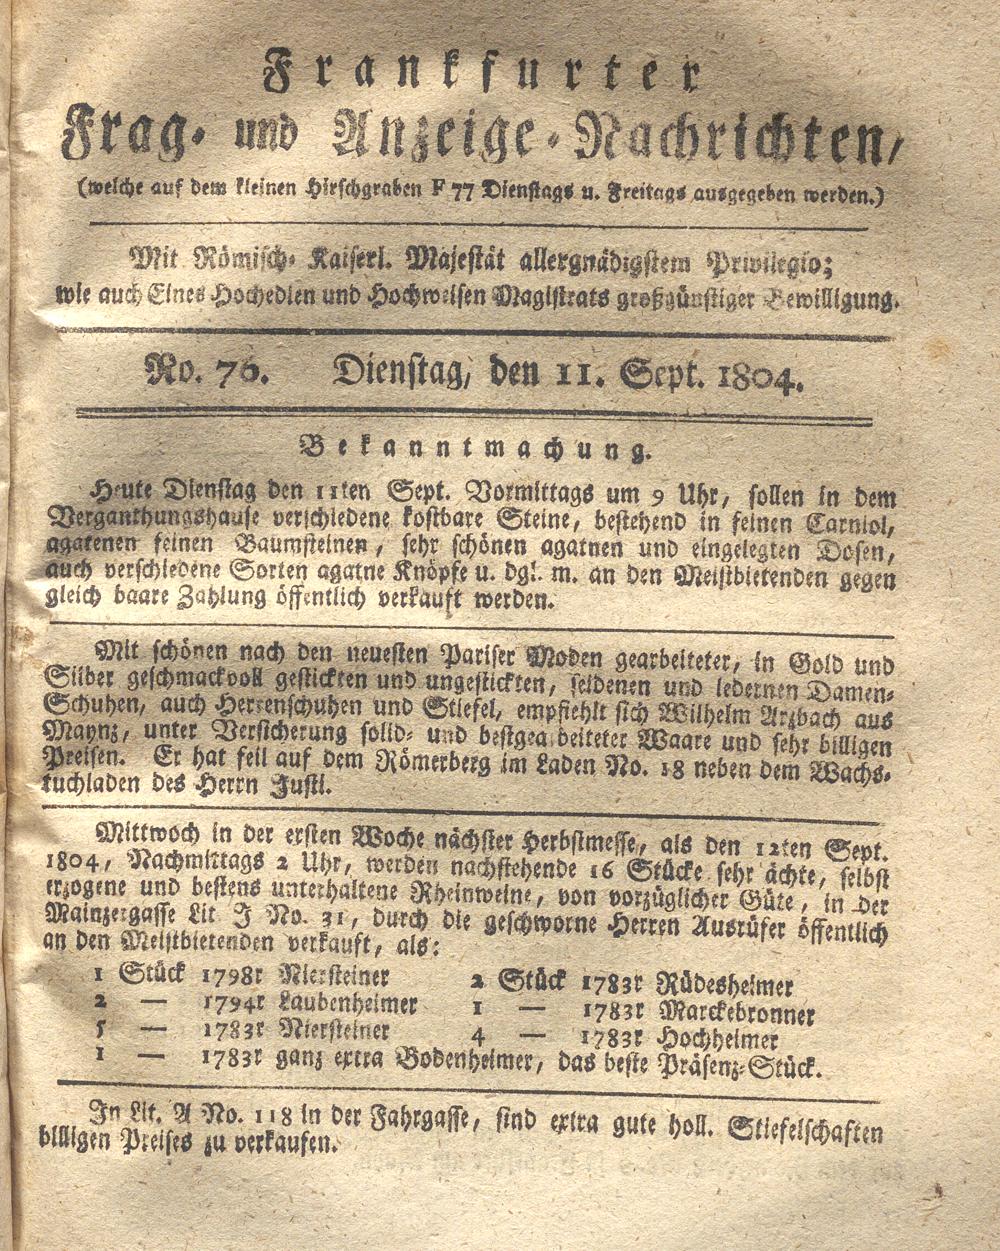 Frankfurter
Frag- und Anzeige-Nachrichten,
(welche auf dem kleinen Hirschgraben F 77 Dienstags u. Freitags ausgegeben werden.)
Mit Römisch- Kaiserl. Majestät allergnädigstem Privilegio;
wie auch Eines Hochedlen und Hochweisen Magistrats großgünstiger Bewilligung.
No. 76. Dienstag, den 11. Sept. 1804.
Bekanntmachung.
Heute Dienstag den 11ten Sept. Vormittags um 9 Uhr, sollen in dem
Verganthungshause verschiedene kostbare Steine, bestehend in feinen Carniol,
agatenen feinen Baumsteinen, sehr schönen agatnen und eingelegten Dosen,
auch verschiedene Sorten agatne Knöpfe u. dgl. m. an den Meistbietenden gegen
gleich baare Zahlung öffentlich verkauft werden.
Mit schönen nach den neuesten Pariser Moden gearbeiteter, in Gold und
Silber geschmackvoll gestickten und ungestickten, seidenen und ledernen Damen-
Schuhen, auch Herrenschuhen und Stiefel, empfiehlt sich Wilhelm Arzbach aus
Maynz, unter Versicherung solid- und bestgearbeiteter Waare und sehr billigen
Preisen. Er hat feil auf dem Römerberg im Laden No. 18 neben dem Wachs-
tuchladen des Herrn Justi.
Mittwoch in der ersten Woche nächster Herbstmesse, als den 12ten Sept.
1804, Nachmittags 2 Uhr, werden nachstehende 16 Stücke sehr ächte, selbst
erzogene und bestens unterhaltene Rheinweine, von vorzüglicher Güte, in der
Mainzergasse Lit J No. 31, durch die geschworne Herren Ausrüfer öffentlich
an den Meistbietenden verkauft, als:
1 Stück 1798r Niersteiner 2 Stück 1783r Rüdesheimer
2 — 1794r Laubenheimer 1 — 1783r Marckebronner
5 — 1783r Niersteiner 4 — 1783r Hochheimer
1 — 1783r ganz extra Bodenheimer, das beste Präsenz-Stück.
In Lit. A No. 118 in der Fahrgasse, sind extra gute holl. Stiefelschaften
billigen Preises zu verkaufen.